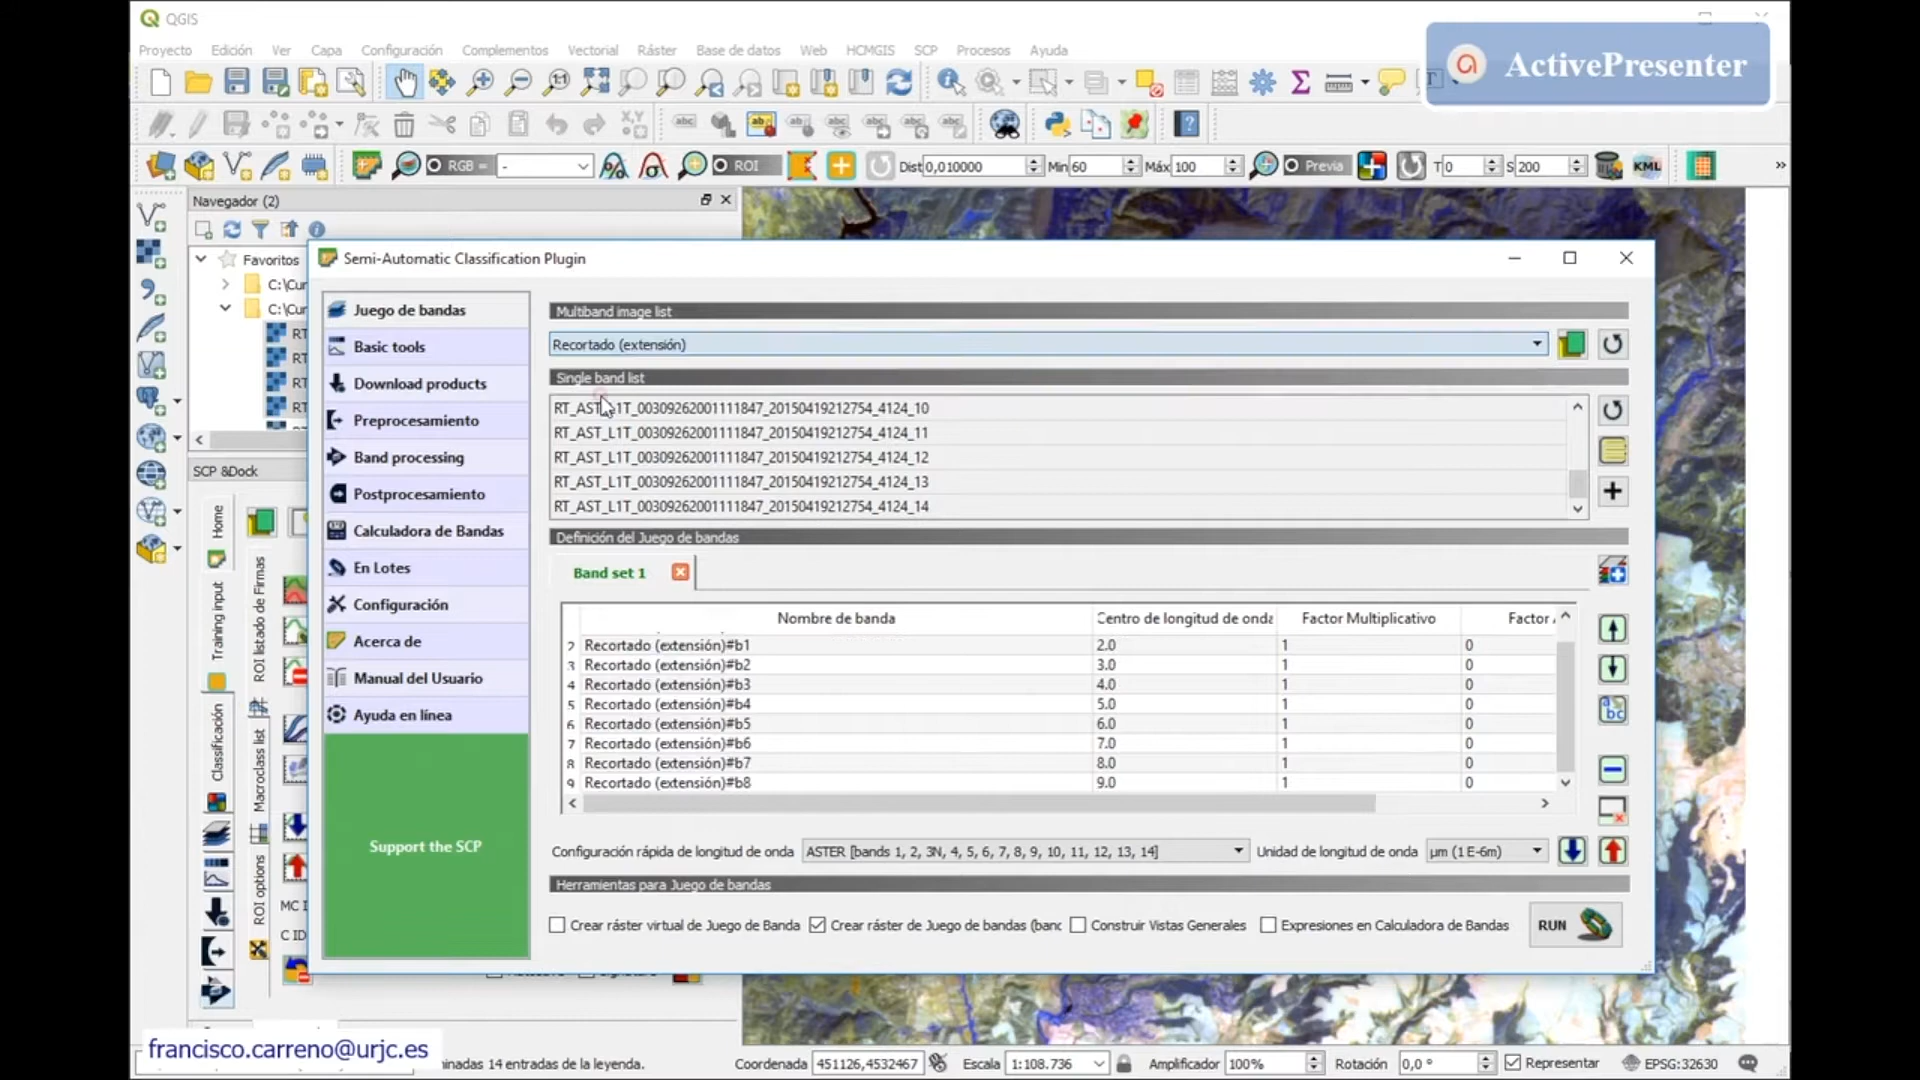 QGIS
Proyecto Edición Ver Capa Configuración Complementos Vectorial Ráster Base de datos Web HCMGIS SCP Procesos Ayuda
ActivePresenter
RGB = - ROI Dist 0,010000 Min 60 Máx 100 Previa T 0 S 200 KML »
Navegador (2)
Favoritos
C:\Cur
C:\Cur
RT
RT
RT
RT
SCP &Dock
Home
Training input
Classificación
ROI listado de Firmas
Macroclass list
ROI options
MC I
C ID
Semi-Automatic Classification Plugin
Juego de bandas
Basic tools
Download products
Preprocesamiento
Band processing
Postprocesamiento
Calculadora de Bandas
En Lotes
Configuración
Acerca de
Manual del Usuario
Ayuda en línea
Support the SCP
Multiband image list
Recortado (extensión)
Single band list
RT_AST_L1T_00309262001111847_20150419212754_4124_10
RT_AST_L1T_00309262001111847_20150419212754_4124_11
RT_AST_L1T_00309262001111847_20150419212754_4124_12
RT_AST_L1T_00309262001111847_20150419212754_4124_13
RT_AST_L1T_00309262001111847_20150419212754_4124_14
Definición del Juego de bandas
Band set 1
Nombre de banda Centro de longitud de onda Factor Multiplicativo Factor
2 Recortado (extensión)#b1 2.0 1 0
3 Recortado (extensión)#b2 3.0 1 0
4 Recortado (extensión)#b3 4.0 1 0
5 Recortado (extensión)#b4 5.0 1 0
6 Recortado (extensión)#b5 6.0 1 0
7 Recortado (extensión)#b6 7.0 1 0
8 Recortado (extensión)#b7 8.0 1 0
9 Recortado (extensión)#b8 9.0 1 0
Configuración rápida de longitud de onda ASTER [bands 1, 2, 3N, 4, 5, 6, 7, 8, 9, 10, 11, 12, 13, 14] Unidad de longitud de onda µm (1 E-6m)
Herramientas para Juego de bandas
Crear ráster virtual de Juego de Banda Crear ráster de Juego de bandas (banc Construir Vistas Generales Expresiones en Calculadora de Bandas RUN
francisco.carreno@urjc.es
minadas 14 entradas de la leyenda. Coordenada 451126,4532467 Escala 1:108.736 Amplificador 100% Rotación 0,0 ° Representar EPSG:32630